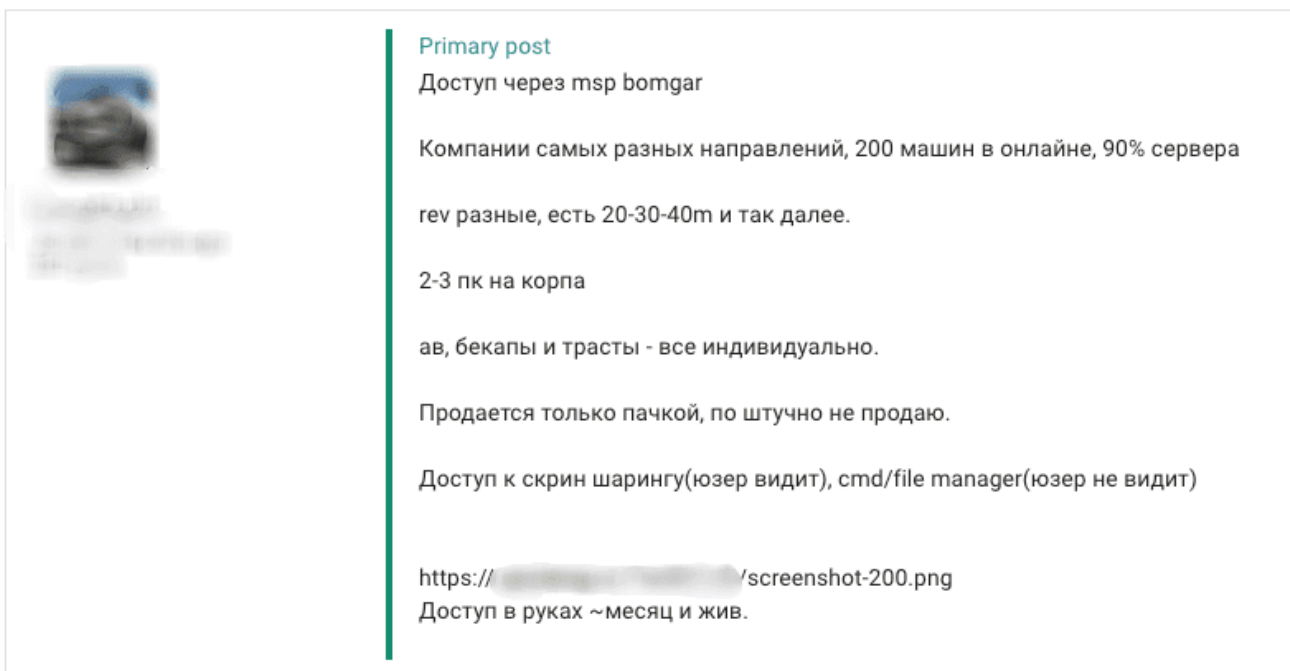 Primary post
Доступ через msp bomgar
Компании самых разных направлений, 200 машин в онлайне, 90% сервера
rev разные, есть 20-30-40m и так далее.
2-3 пк на корпа
ав, бекапы и трасты - все индивидуально.
Продается только пачкой, по штучно не продаю.
Доступ к скрин шарингу(юзер видит), cmd/file manager(юзер не видит)
https:// /screenshot-200.png
Доступ в руках ~месяц и жив.